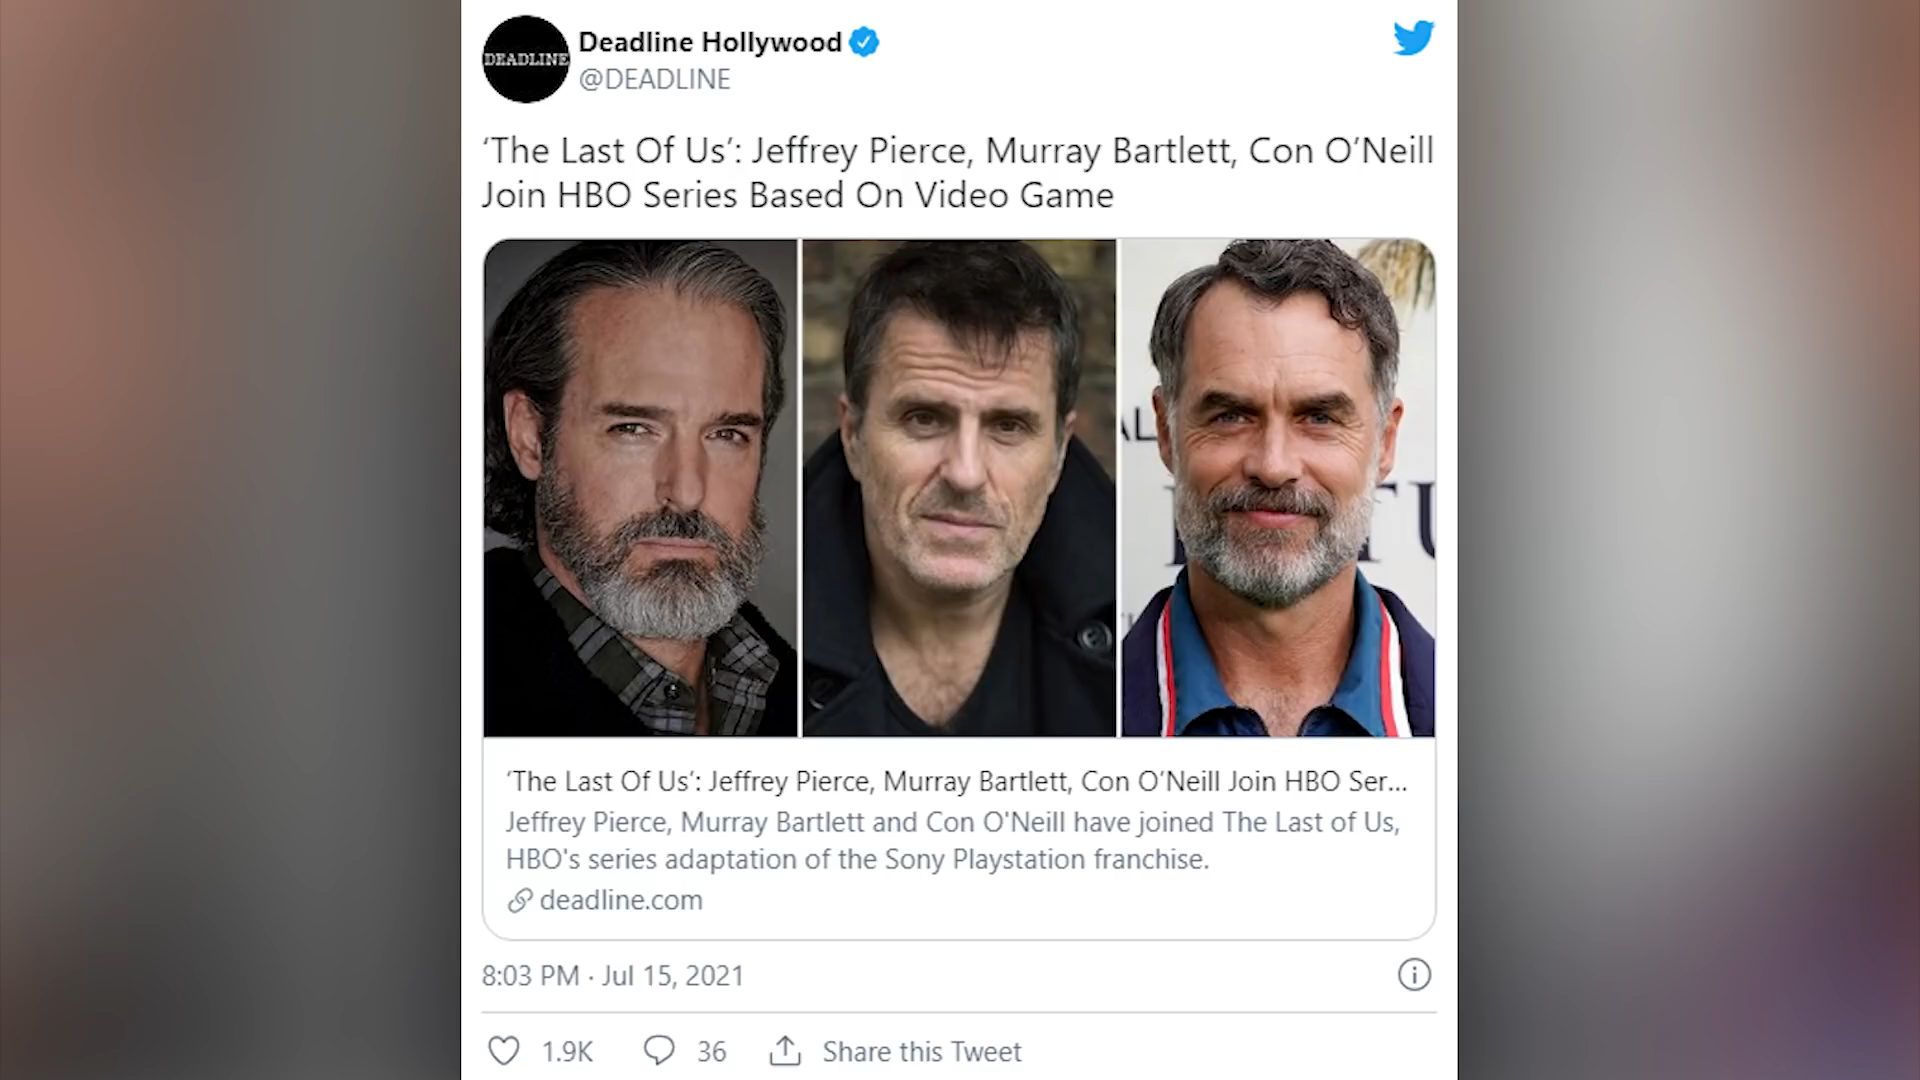 DEADLINE
Deadline Hollywood
@DEADLINE
‘The Last Of Us’: Jeffrey Pierce, Murray Bartlett, Con O’Neill
Join HBO Series Based On Video Game
‘The Last Of Us’: Jeffrey Pierce, Murray Bartlett, Con O’Neill Join HBO Ser...
Jeffrey Pierce, Murray Bartlett and Con O'Neill have joined The Last of Us,
HBO's series adaptation of the Sony Playstation franchise.
deadline.com
8:03 PM · Jul 15, 2021
1.9K 36 Share this Tweet